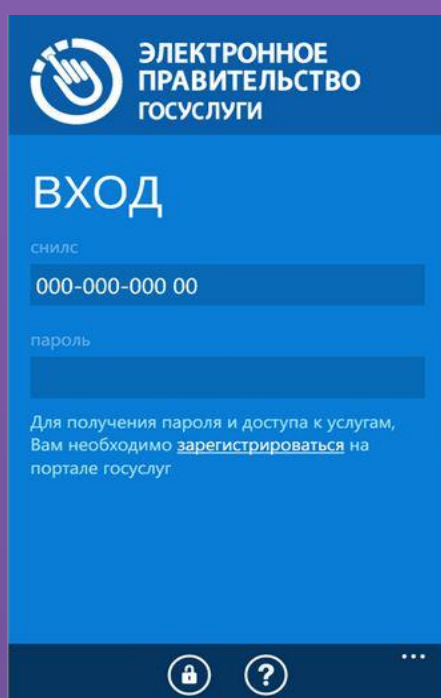 ЭЛЕКТРОННОЕ
ПРАВИТЕЛЬСТВО
ГОСУСЛУГИ
ВХОД
снилс
000-000-000 00
пароль
Для получения пароля и доступа к услугам,
Вам необходимо зарегистрироваться на
портале госуслуг
?
...